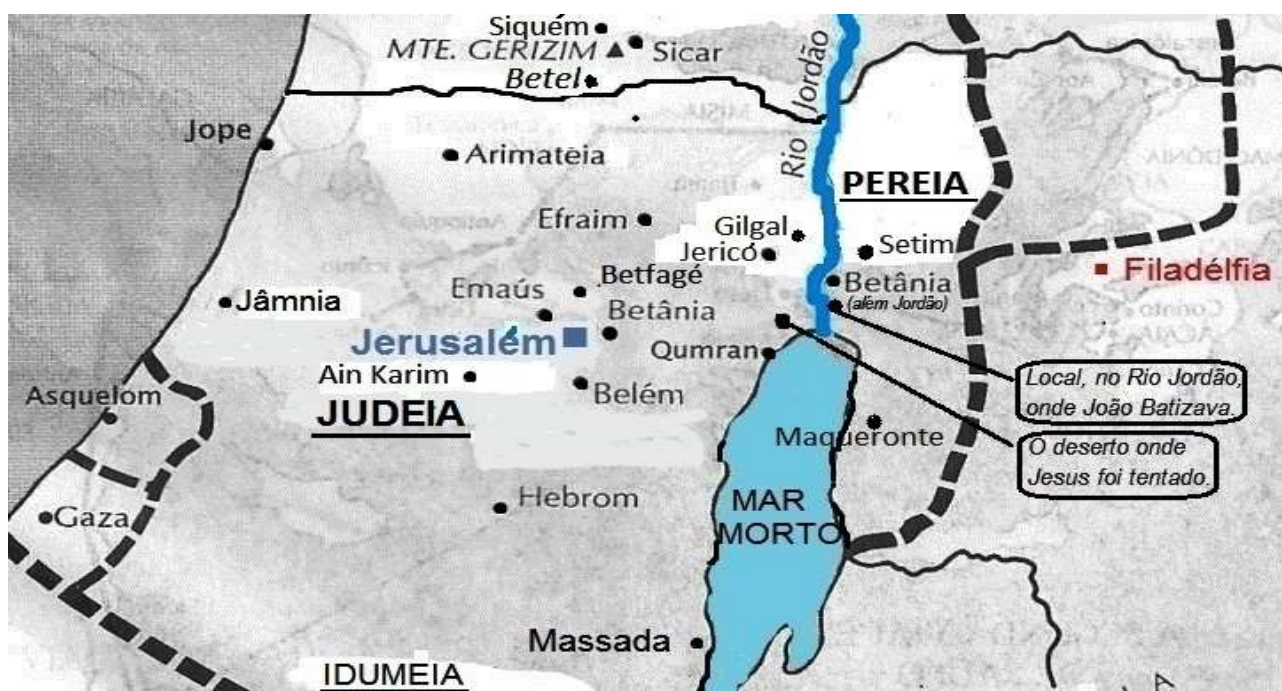 Siquém
MTE. GERIZIM
Sicar
Betel
Rio Jordão
Jope
Arimatéia
PEREIA
Efraim
Gilgal
Jericó
Setim
Filadélfia
Betfagé
Betânia
(além Jordão)
Jâmnia
Emaús
Betânia
Jerusalém
Qumran
Ain Karim
Belém
Local, no Rio Jordão,
onde João Batizava.
Asquelom
JUDEIA
Maqueronte
O deserto onde
Jesus foi tentado.
Hebrom
MAR
MORTO
Gaza
Massada
IDUMEIA